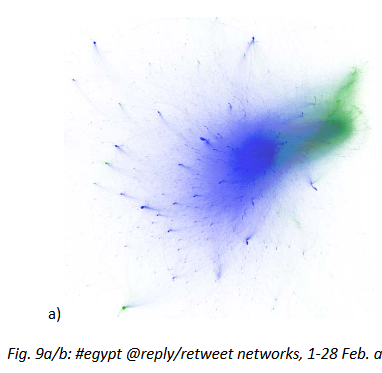 a)
Fig. 9a/b: #egypt @reply/retweet networks, 1-28 Feb. a